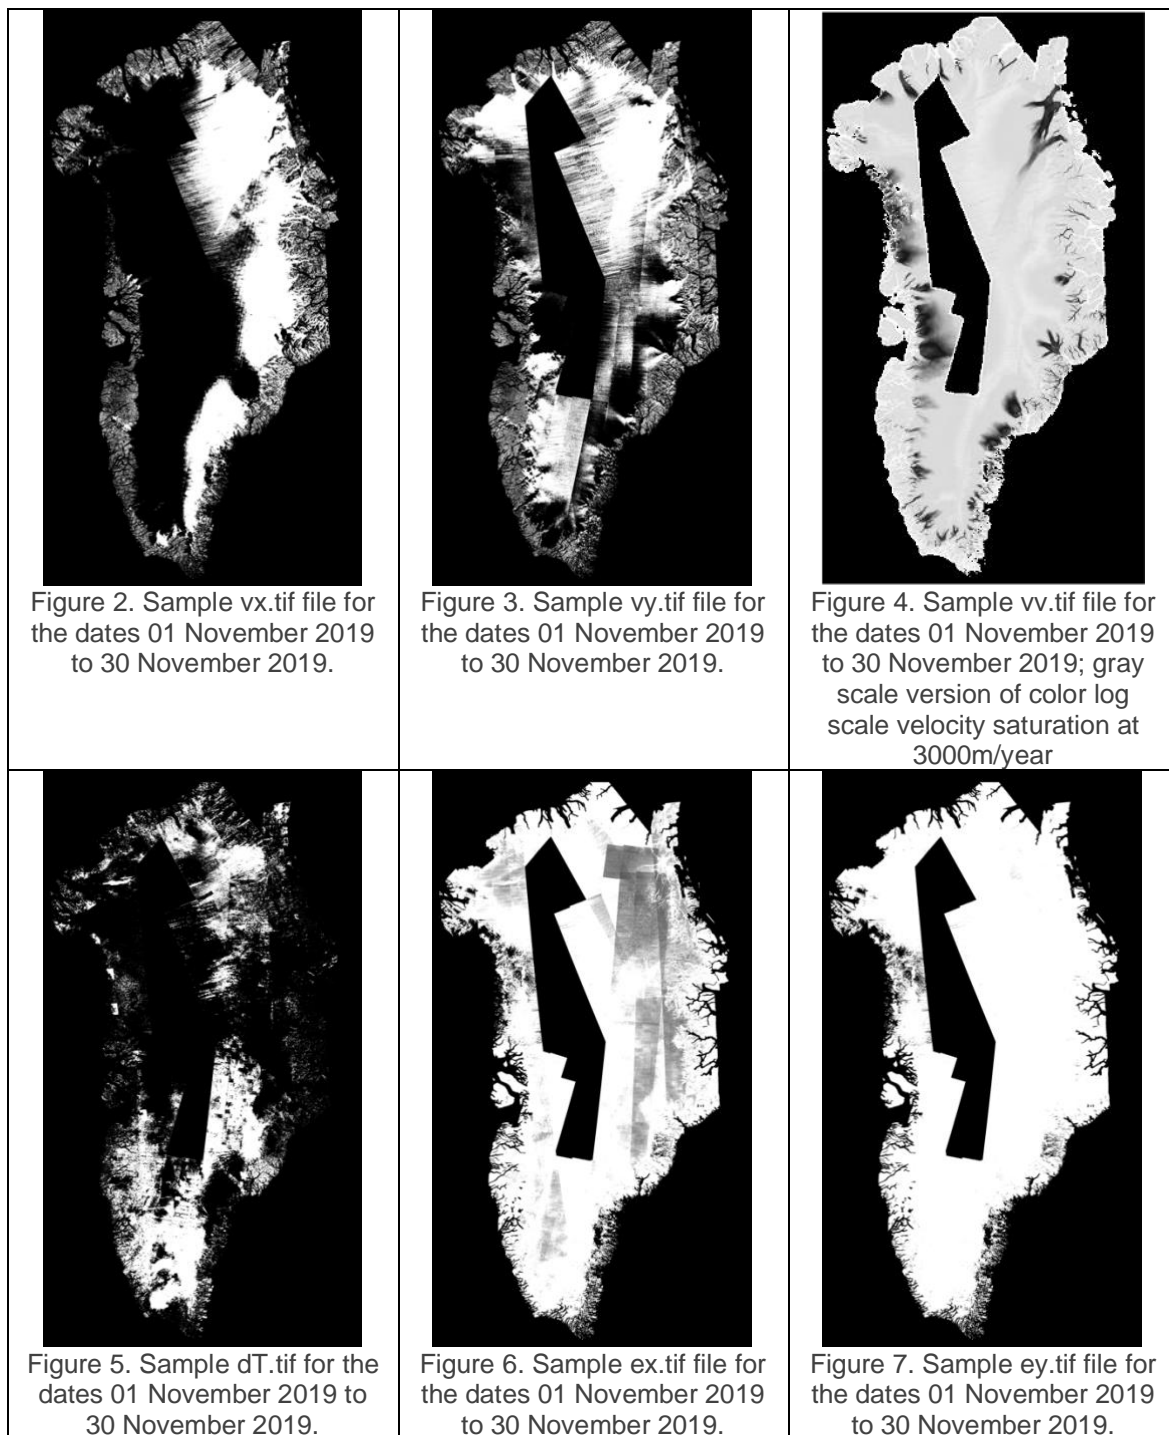 Figure 2. Sample vx.tif file for
the dates 01 November 2019
to 30 November 2019.
Figure 3. Sample vy.tif file for
the dates 01 November 2019
to 30 November 2019.
Figure 4. Sample vv.tif file for
the dates 01 November 2019
to 30 November 2019; gray
scale version of color log
scale velocity saturation at
3000m/year
Figure 5. Sample dT.tif for the
dates 01 November 2019 to
30 November 2019.
Figure 6. Sample ex.tif file for
the dates 01 November 2019
to 30 November 2019.
Figure 7. Sample ey.tif file for
the dates 01 November 2019
to 30 November 2019.